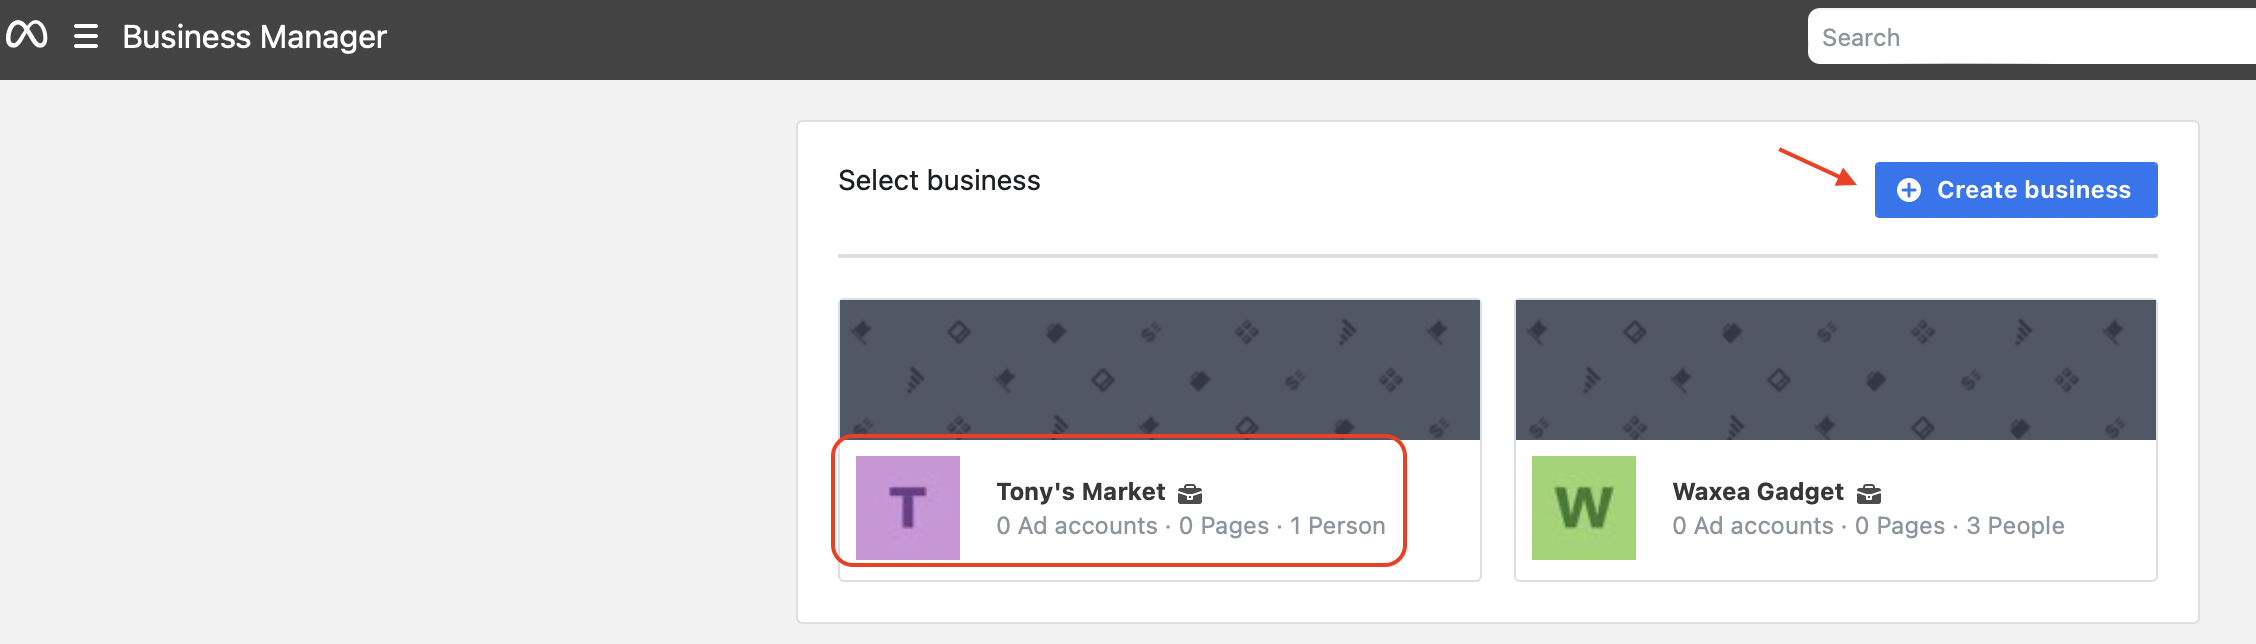 Business Manager
Search
Select business
Create business
T
Tony's Market
0 Ad accounts · 0 Pages · 1 Person
W
Waxea Gadget
0 Ad accounts · 0 Pages · 3 People